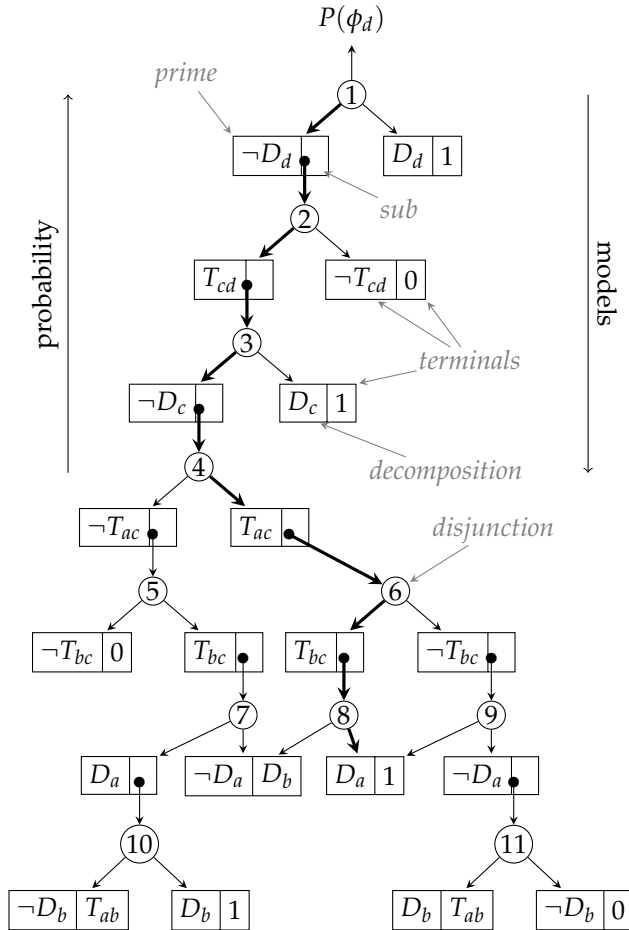 P(ϕ_d)
prime
1
¬D_d
D_d 1
sub
2
probability
models
T_cd
¬T_cd 0
3
terminals
¬D_c
D_c 1
4
decomposition
¬T_ac
T_ac
disjunction
5
6
¬T_bc 0
T_bc
T_bc
¬T_bc
7
8
9
D_a
¬D_a D_b
D_a 1
¬D_a
10
11
¬D_b T_ab
D_b 1
D_b T_ab
¬D_b 0